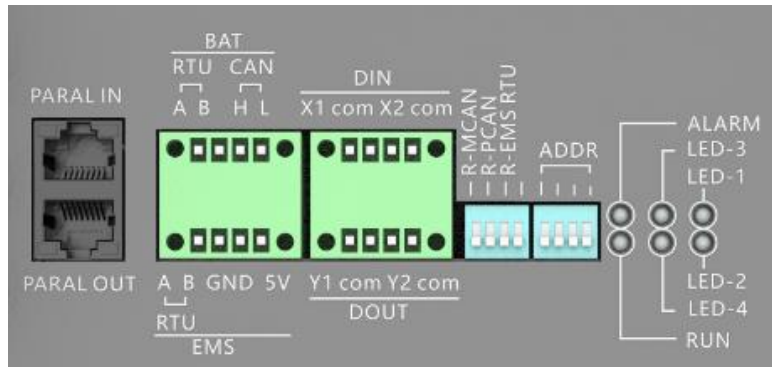 BAT
RTU CAN
DIN
PARAL IN
A B H L
X1 com X2 com
R-MCAN
R-PCAN
R-EMS RTU
ADDR
ALARM
LED-3
LED-1
PARAL OUT
A B GND 5V
Y1 com Y2 com
LED-2
RTU
DOUT
LED-4
EMS
RUN